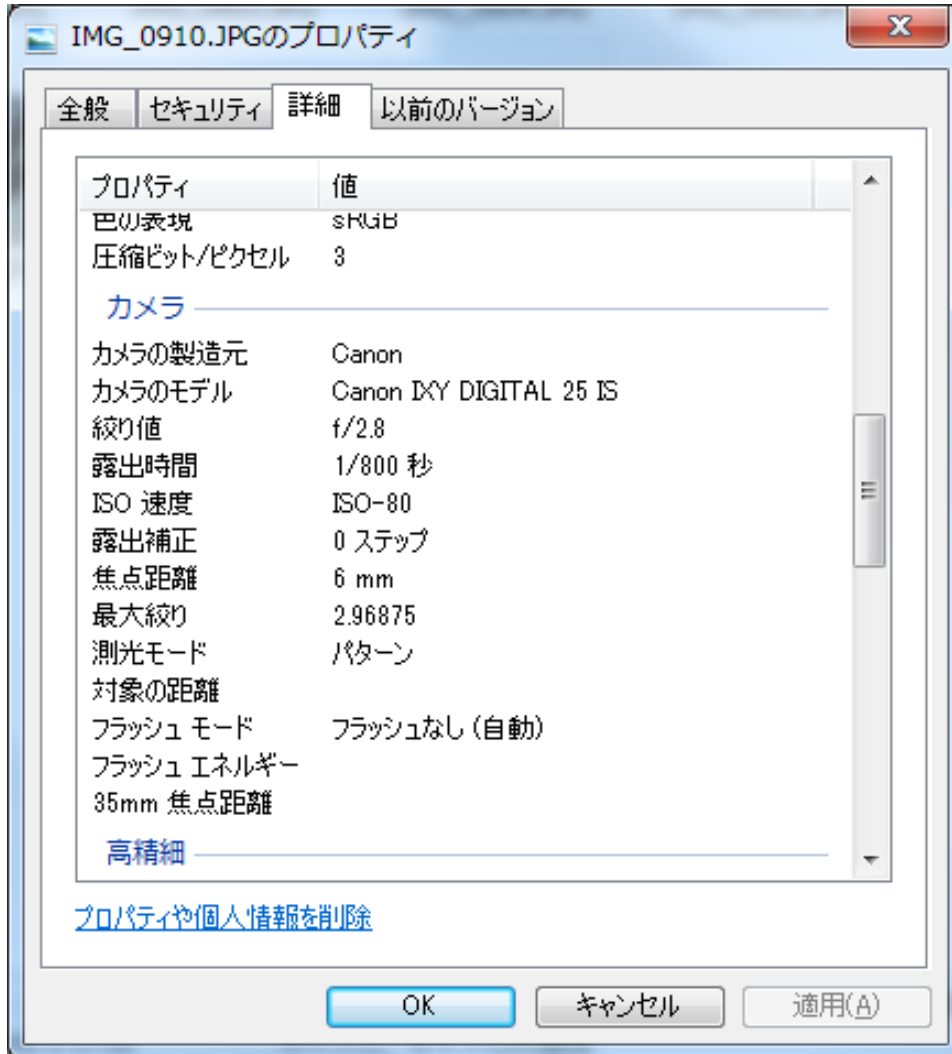 IMG_0910.JPGのプロパティ
全般 セキュリティ 詳細 以前のバージョン
プロパティ 値
色の表現 sRGB
圧縮ビット/ピクセル 3
カメラ
カメラの製造元 Canon
カメラのモデル Canon IXY DIGITAL 25 IS
絞り値 f/2.8
露出時間 1/800 秒
ISO 速度 ISO-80
露出補正 0 ステップ
焦点距離 6 mm
最大絞り 2.96875
測光モード パターン
対象の距離
フラッシュ モード フラッシュなし (自動)
フラッシュ エネルギー
35mm 焦点距離
高精細
プロパティや個人情報を削除
OK キャンセル 適用(A)